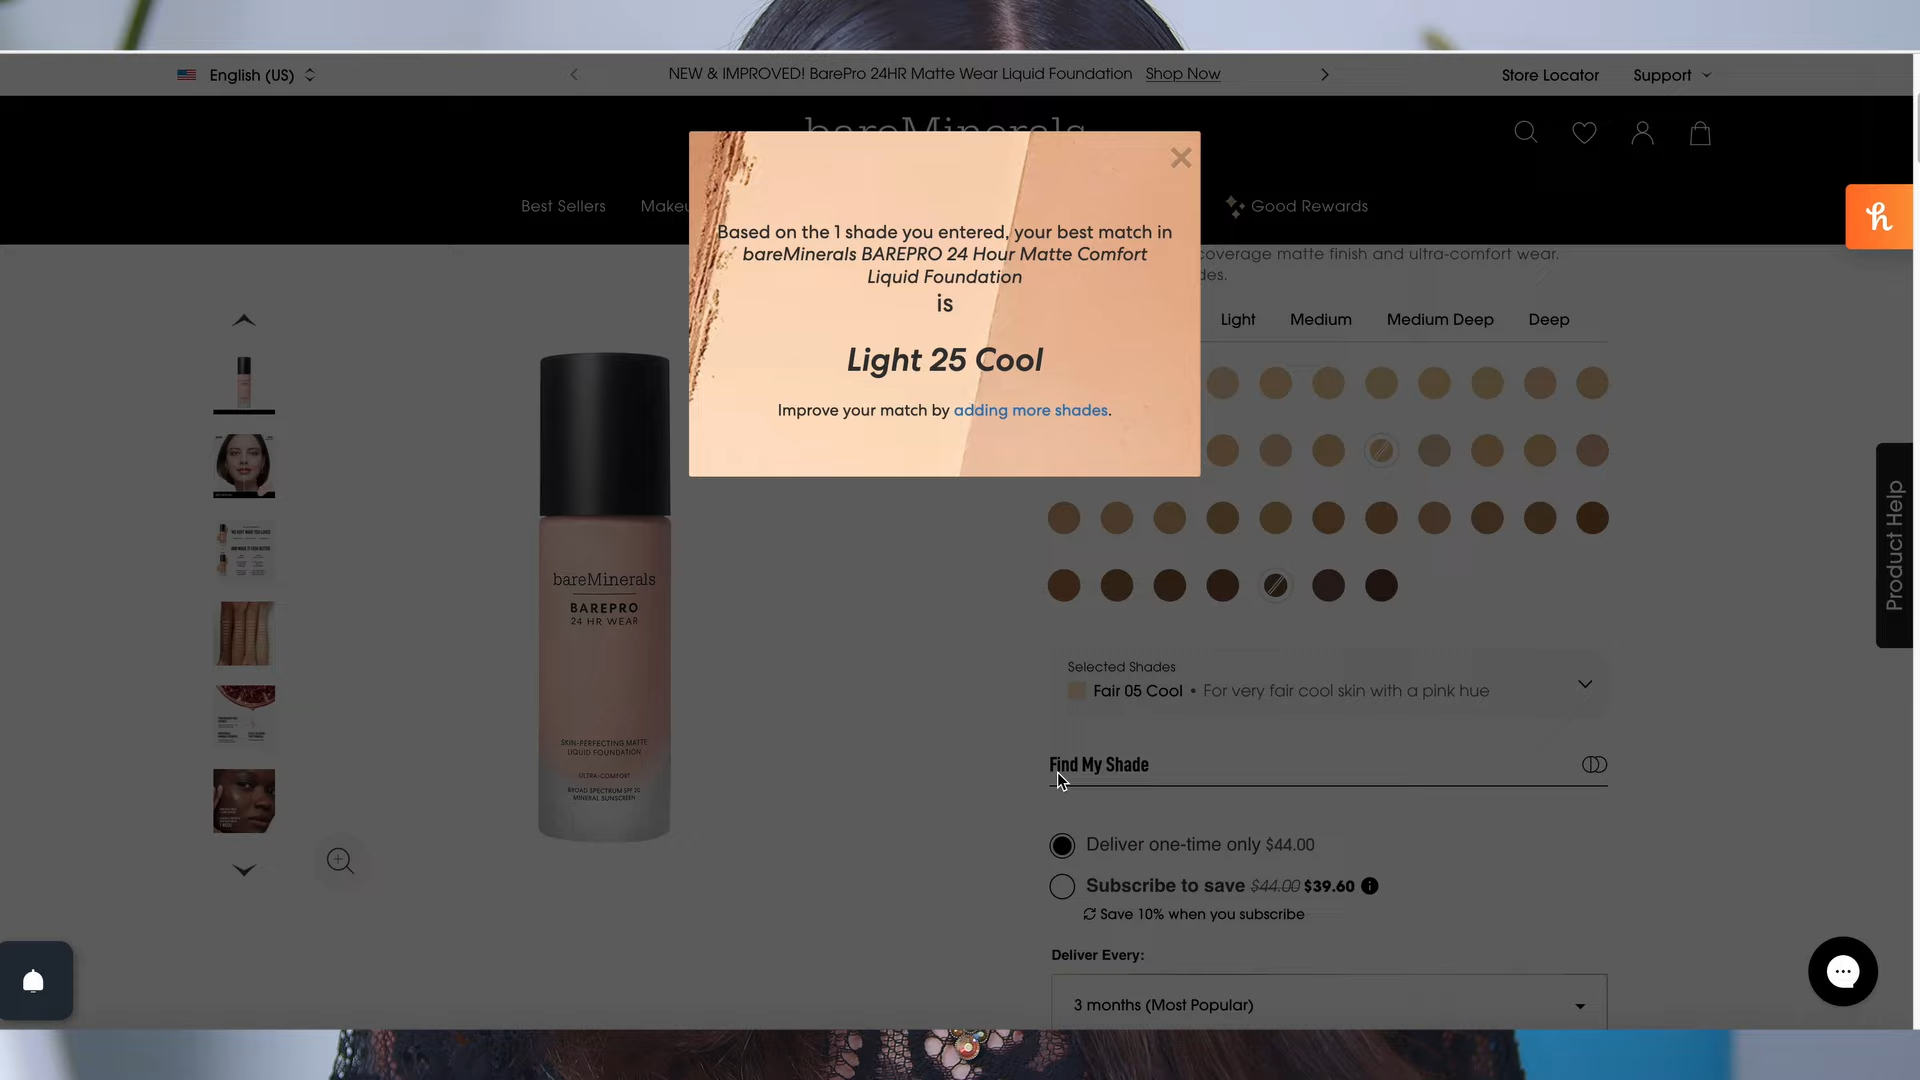 English (US)
NEW & IMPROVED! BarePro 24HR Matte Wear Liquid Foundation Shop Now
Store Locator
Support
bareMinerals
Best Sellers
Makeu
Good Rewards
coverage matte finish and ultra-comfort wear.
des.
Based on the 1 shade you entered, your best match in
bareMinerals BAREPRO 24 Hour Matte Comfort
Liquid Foundation
is
Light 25 Cool
Improve your match by adding more shades.
Light
Medium
Medium Deep
Deep
bareMinerals
BAREPRO
24 HR WEAR
SKIN-PERFECTING MATTE
LIQUID FOUNDATION
ULTRA-COMFORT
BROAD SPECTRUM SPF 20
MINERAL SUNSCREEN
Selected Shades
Fair 05 Cool • For very fair cool skin with a pink hue
Find My Shade
Deliver one-time only $44.00
Subscribe to save $44.00 $39.60
Save 10% when you subscribe
Deliver Every:
3 months (Most Popular)
Product Help